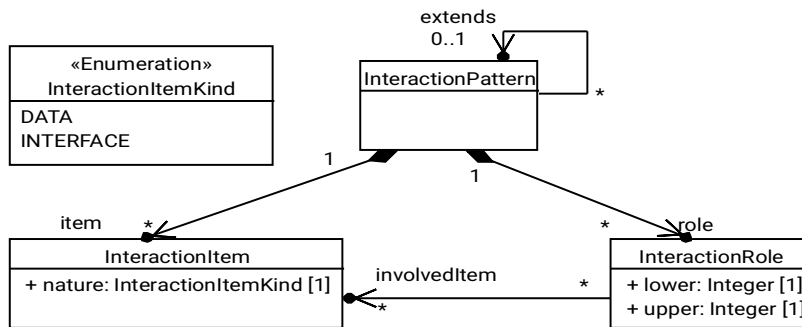 extends
0..1
«Enumeration»
InteractionItemKind
DATA
INTERFACE
InteractionPattern
*
1
1
item
*
*
role
InteractionItem
+ nature: InteractionItemKind [1]
involvedItem
*
*
InteractionRole
+ lower: Integer [1]
+ upper: Integer [1]